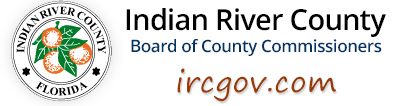 INDIAN RIVER COUNTY
FLORIDA
Indian River County
Board of County Commissioners
ircgov.com